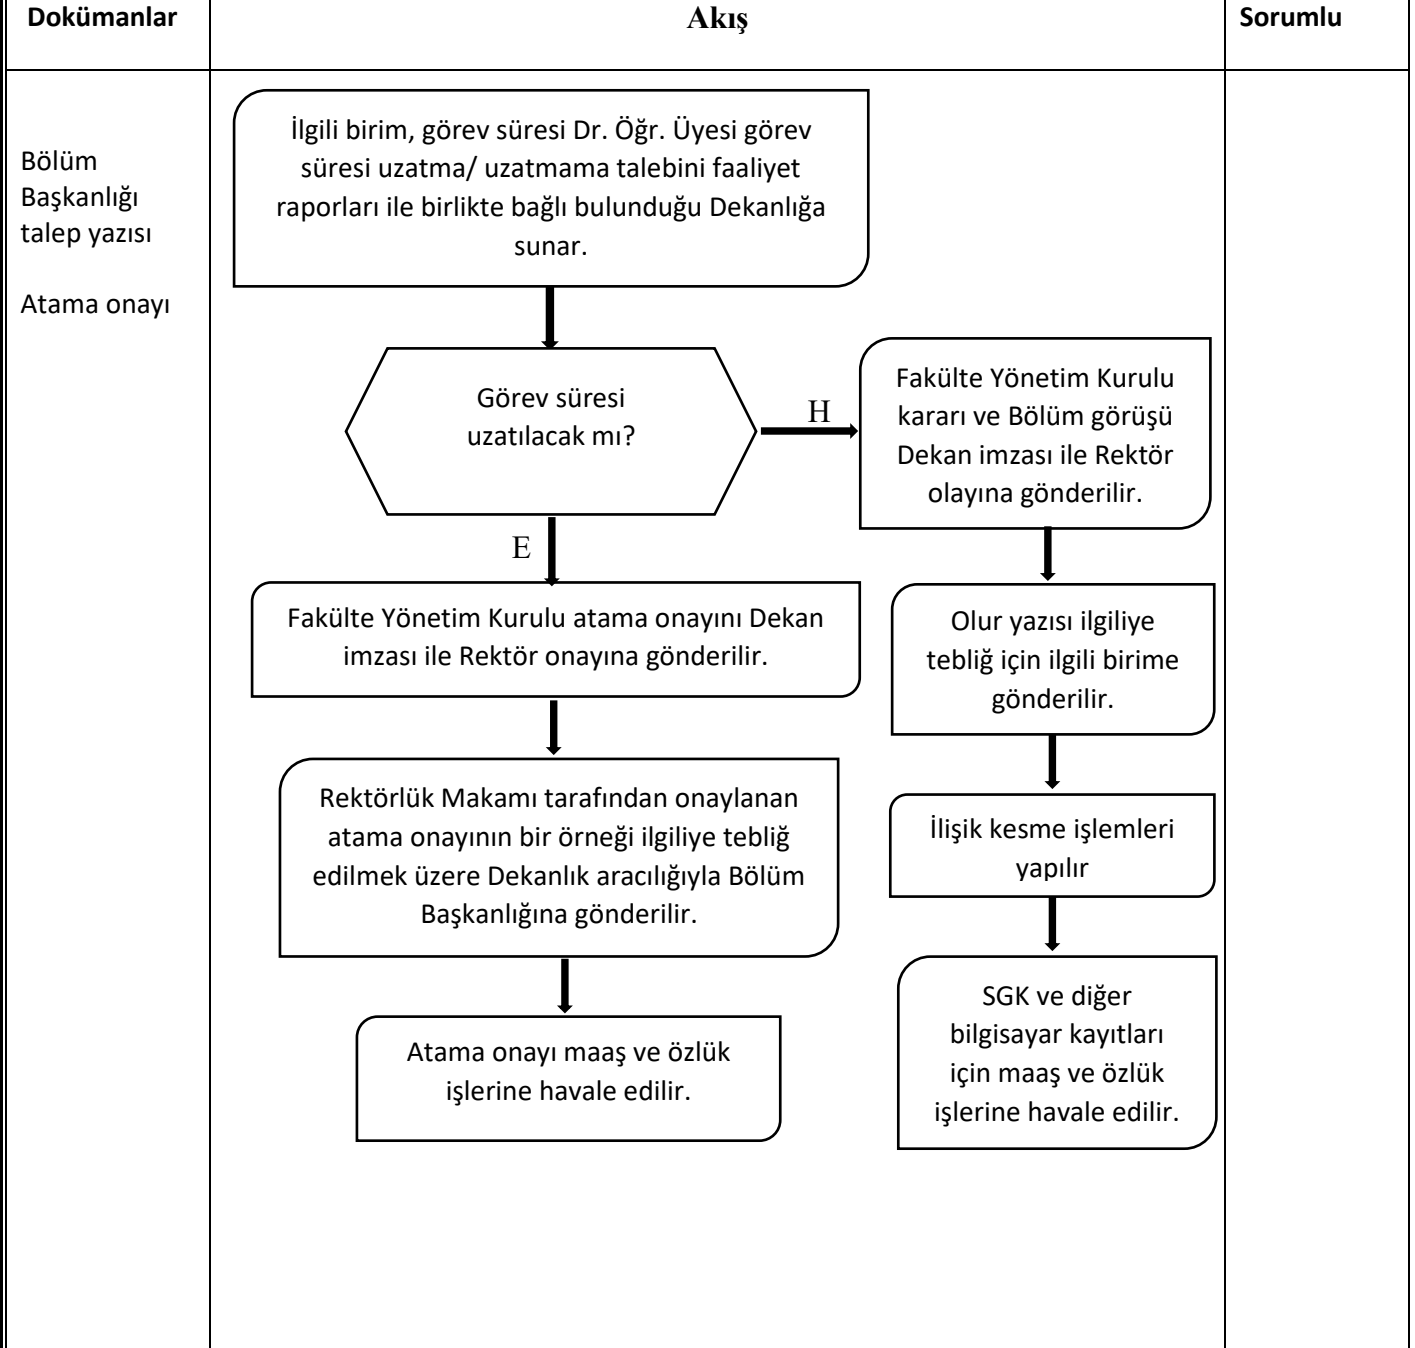 Dokümanlar
Akış
Sorumlu
Bölüm
Başkanlığı
talep yazısı
Atama onayı
İlgili birim, görev süresi Dr. Öğr. Üyesi görev
süresi uzatma/ uzatmama talebini faaliyet
raporları ile birlikte bağlı bulunduğu Dekanlığa
sunar.
Görev süresi
uzatılacak mı?
H
Fakülte Yönetim Kurulu
kararı ve Bölüm görüşü
Dekan imzası ile Rektör
olayına gönderilir.
E
Fakülte Yönetim Kurulu atama onayını Dekan
imzası ile Rektör onayına gönderilir.
Olur yazısı ilgiliye
tebliğ için ilgili birime
gönderilir.
Rektörlük Makamı tarafından onaylanan
atama onayının bir örneği ilgiliye tebliğ
edilmek üzere Dekanlık aracılığıyla Bölüm
Başkanlığına gönderilir.
İlişik kesme işlemleri
yapılır
Atama onayı maaş ve özlük
işlerine havale edilir.
SGK ve diğer
bilgisayar kayıtları
için maaş ve özlük
işlerine havale edilir.